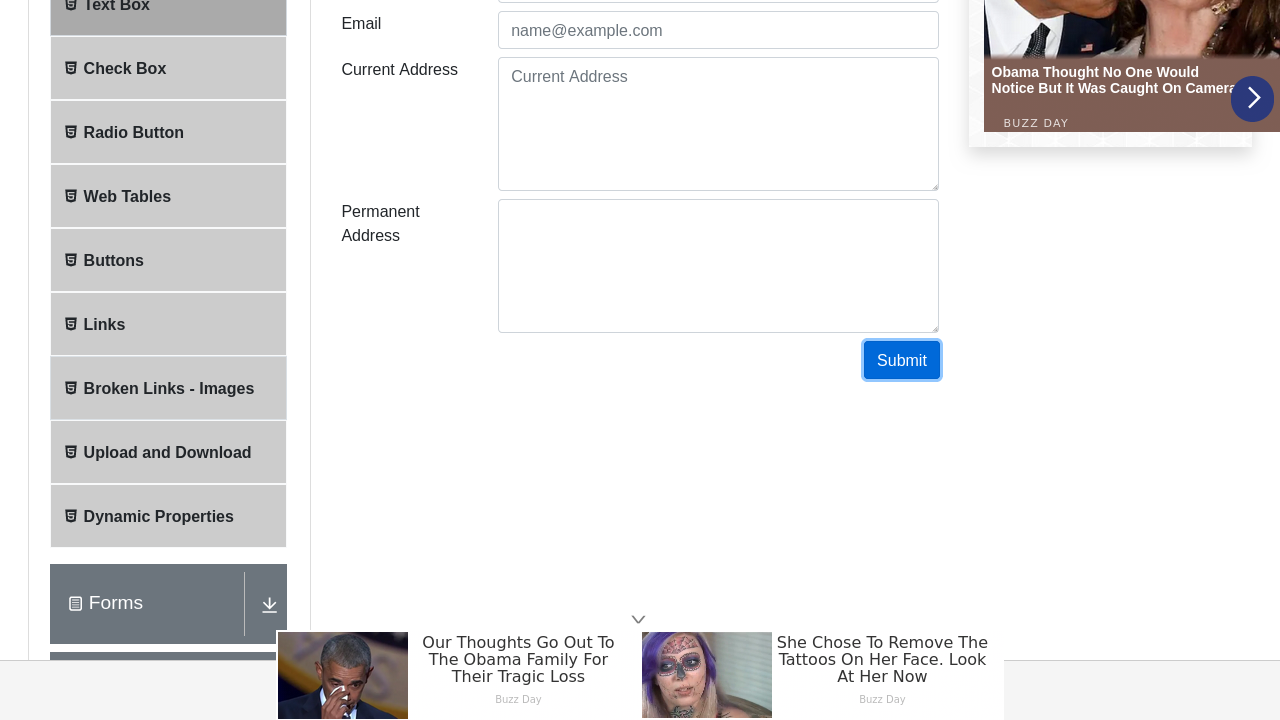 Text Box
Check Box
Radio Button
Web Tables
Buttons
Links
Broken Links - Images
Upload and Download
Dynamic Properties
Forms
Email
name@example.com
Current Address
Current Address
Permanent
Address
Submit
Obama Thought No One Would
Notice But It Was Caught On Camera
BUZZ DAY
Our Thoughts Go Out To
The Obama Family For
Their Tragic Loss
Buzz Day
She Chose To Remove The
Tattoos On Her Face. Look
At Her Now
Buzz Day